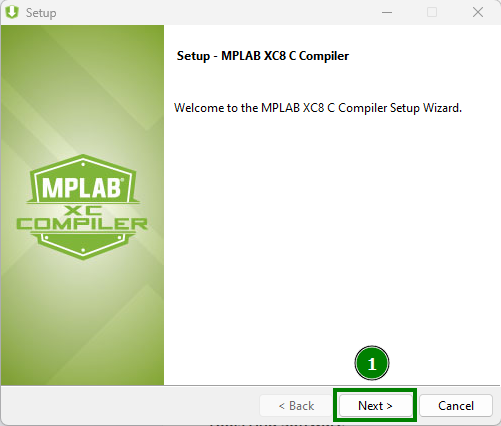 Setup
Setup - MPLAB XC8 C Compiler
Welcome to the MPLAB XC8 C Compiler Setup Wizard.
MPLAB®
XC
COMPILER
1
< Back
Next >
Cancel